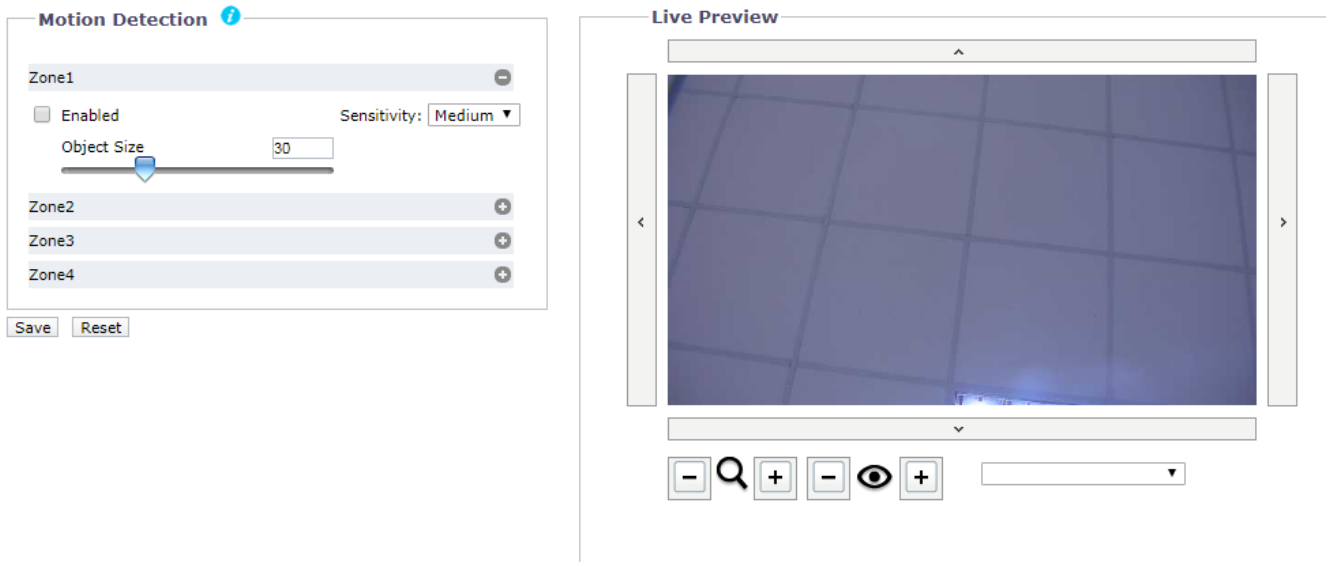 Motion Detection
Zone1
Enabled
Sensitivity: Medium
Object Size 30
Zone2
Zone3
Zone4
Save Reset
Live Preview